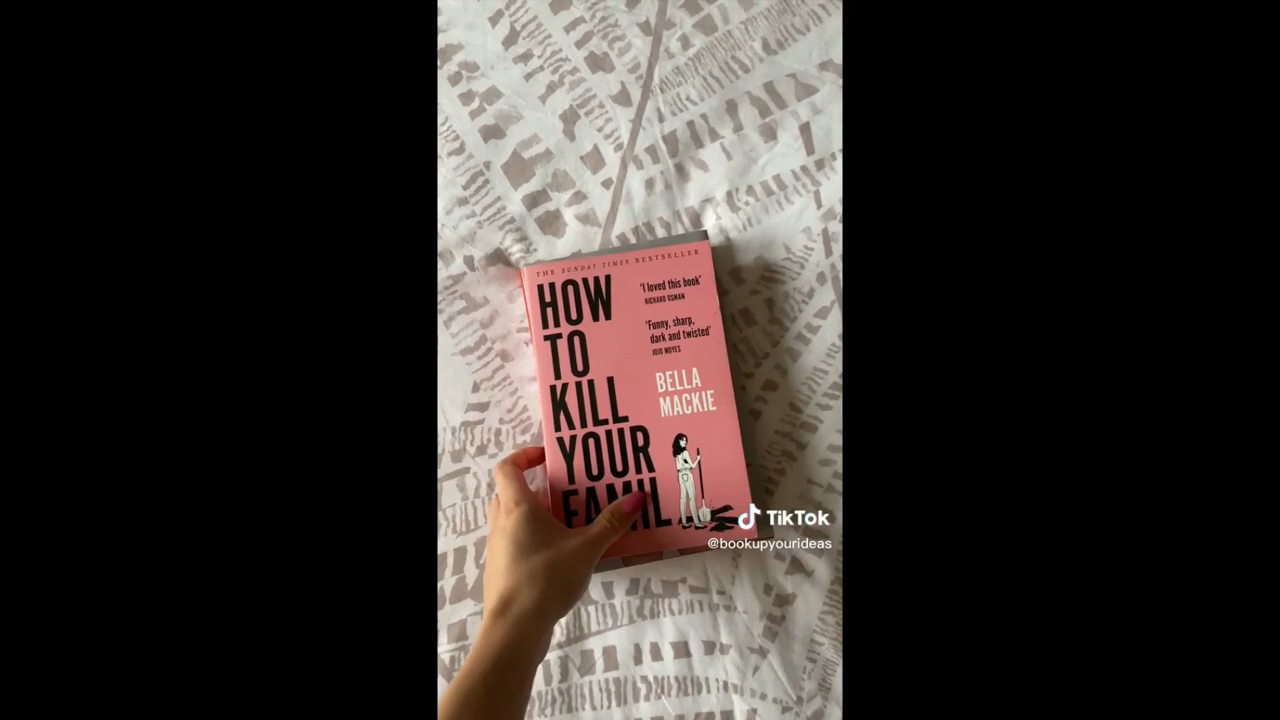 THE SUNDAY TIMES BESTSELLER
HOW
TO
KILL
YOUR
FAMIL
'I loved this book'
RICHARD OSMAN
'Funny, sharp,
dark and twisted'
JOJO MOYES
BELLA
MACKIE
TikTok
@bookupyourideas